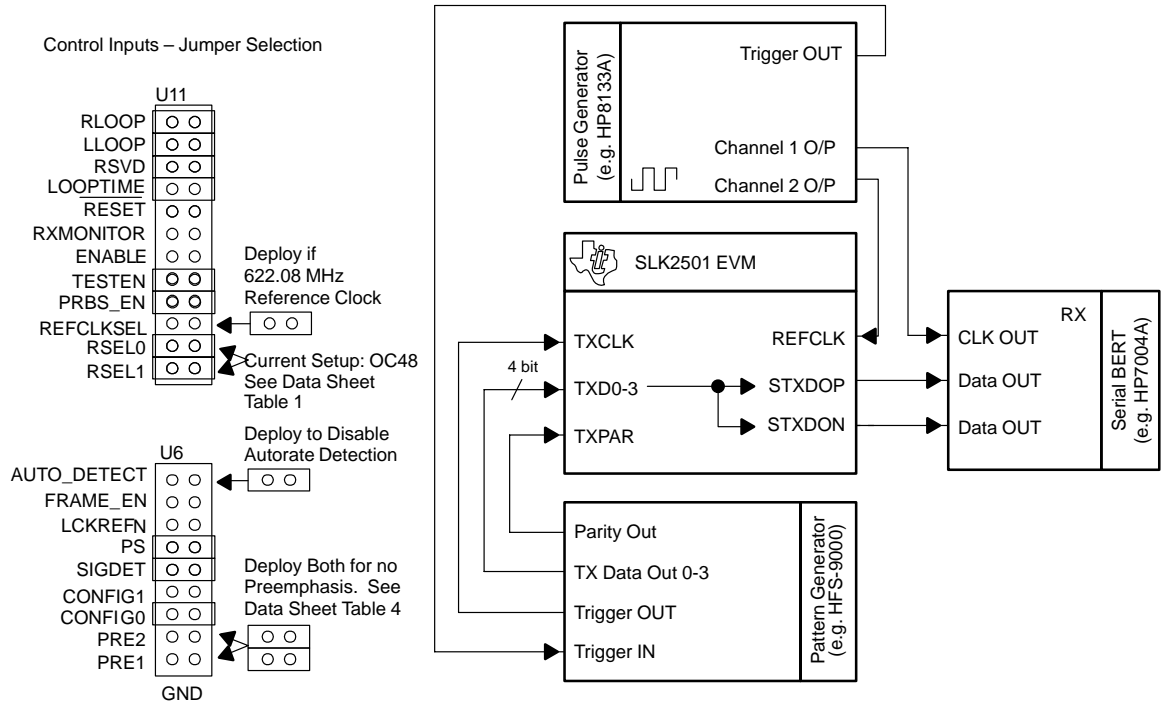 Control Inputs – Jumper Selection
U11
RLOOP
LLOOP
RSVD
LOOPTIME
RESET
RXMONITOR
ENABLE
TESTEN
PRBS_EN
REFCLKSEL
RSEL0
RSEL1
Deploy if
622.08 MHz
Reference Clock
Current Setup: OC48
See Data Sheet
Table 1
U6
AUTO_DETECT
FRAME_EN
LCKREFN
PS
SIGDET
CONFIG1
CONFIG0
PRE2
PRE1
GND
Deploy to Disable
Autorate Detection
Deploy Both for no
Preemphasis. See
Data Sheet Table 4
Pulse Generator
(e.g. HP8133A)
Trigger OUT
Channel 1 O/P
Channel 2 O/P
SLK2501 EVM
TXCLK
REFCLK
4 bit
TXD0-3
STXDOP
TXPAR
STXDON
RX
CLK OUT
Data OUT
Data OUT
Serial BERT
(e.g. HP7004A)
Parity Out
TX Data Out 0-3
Trigger OUT
Trigger IN
Pattern Generator
(e.g. HFS-9000)